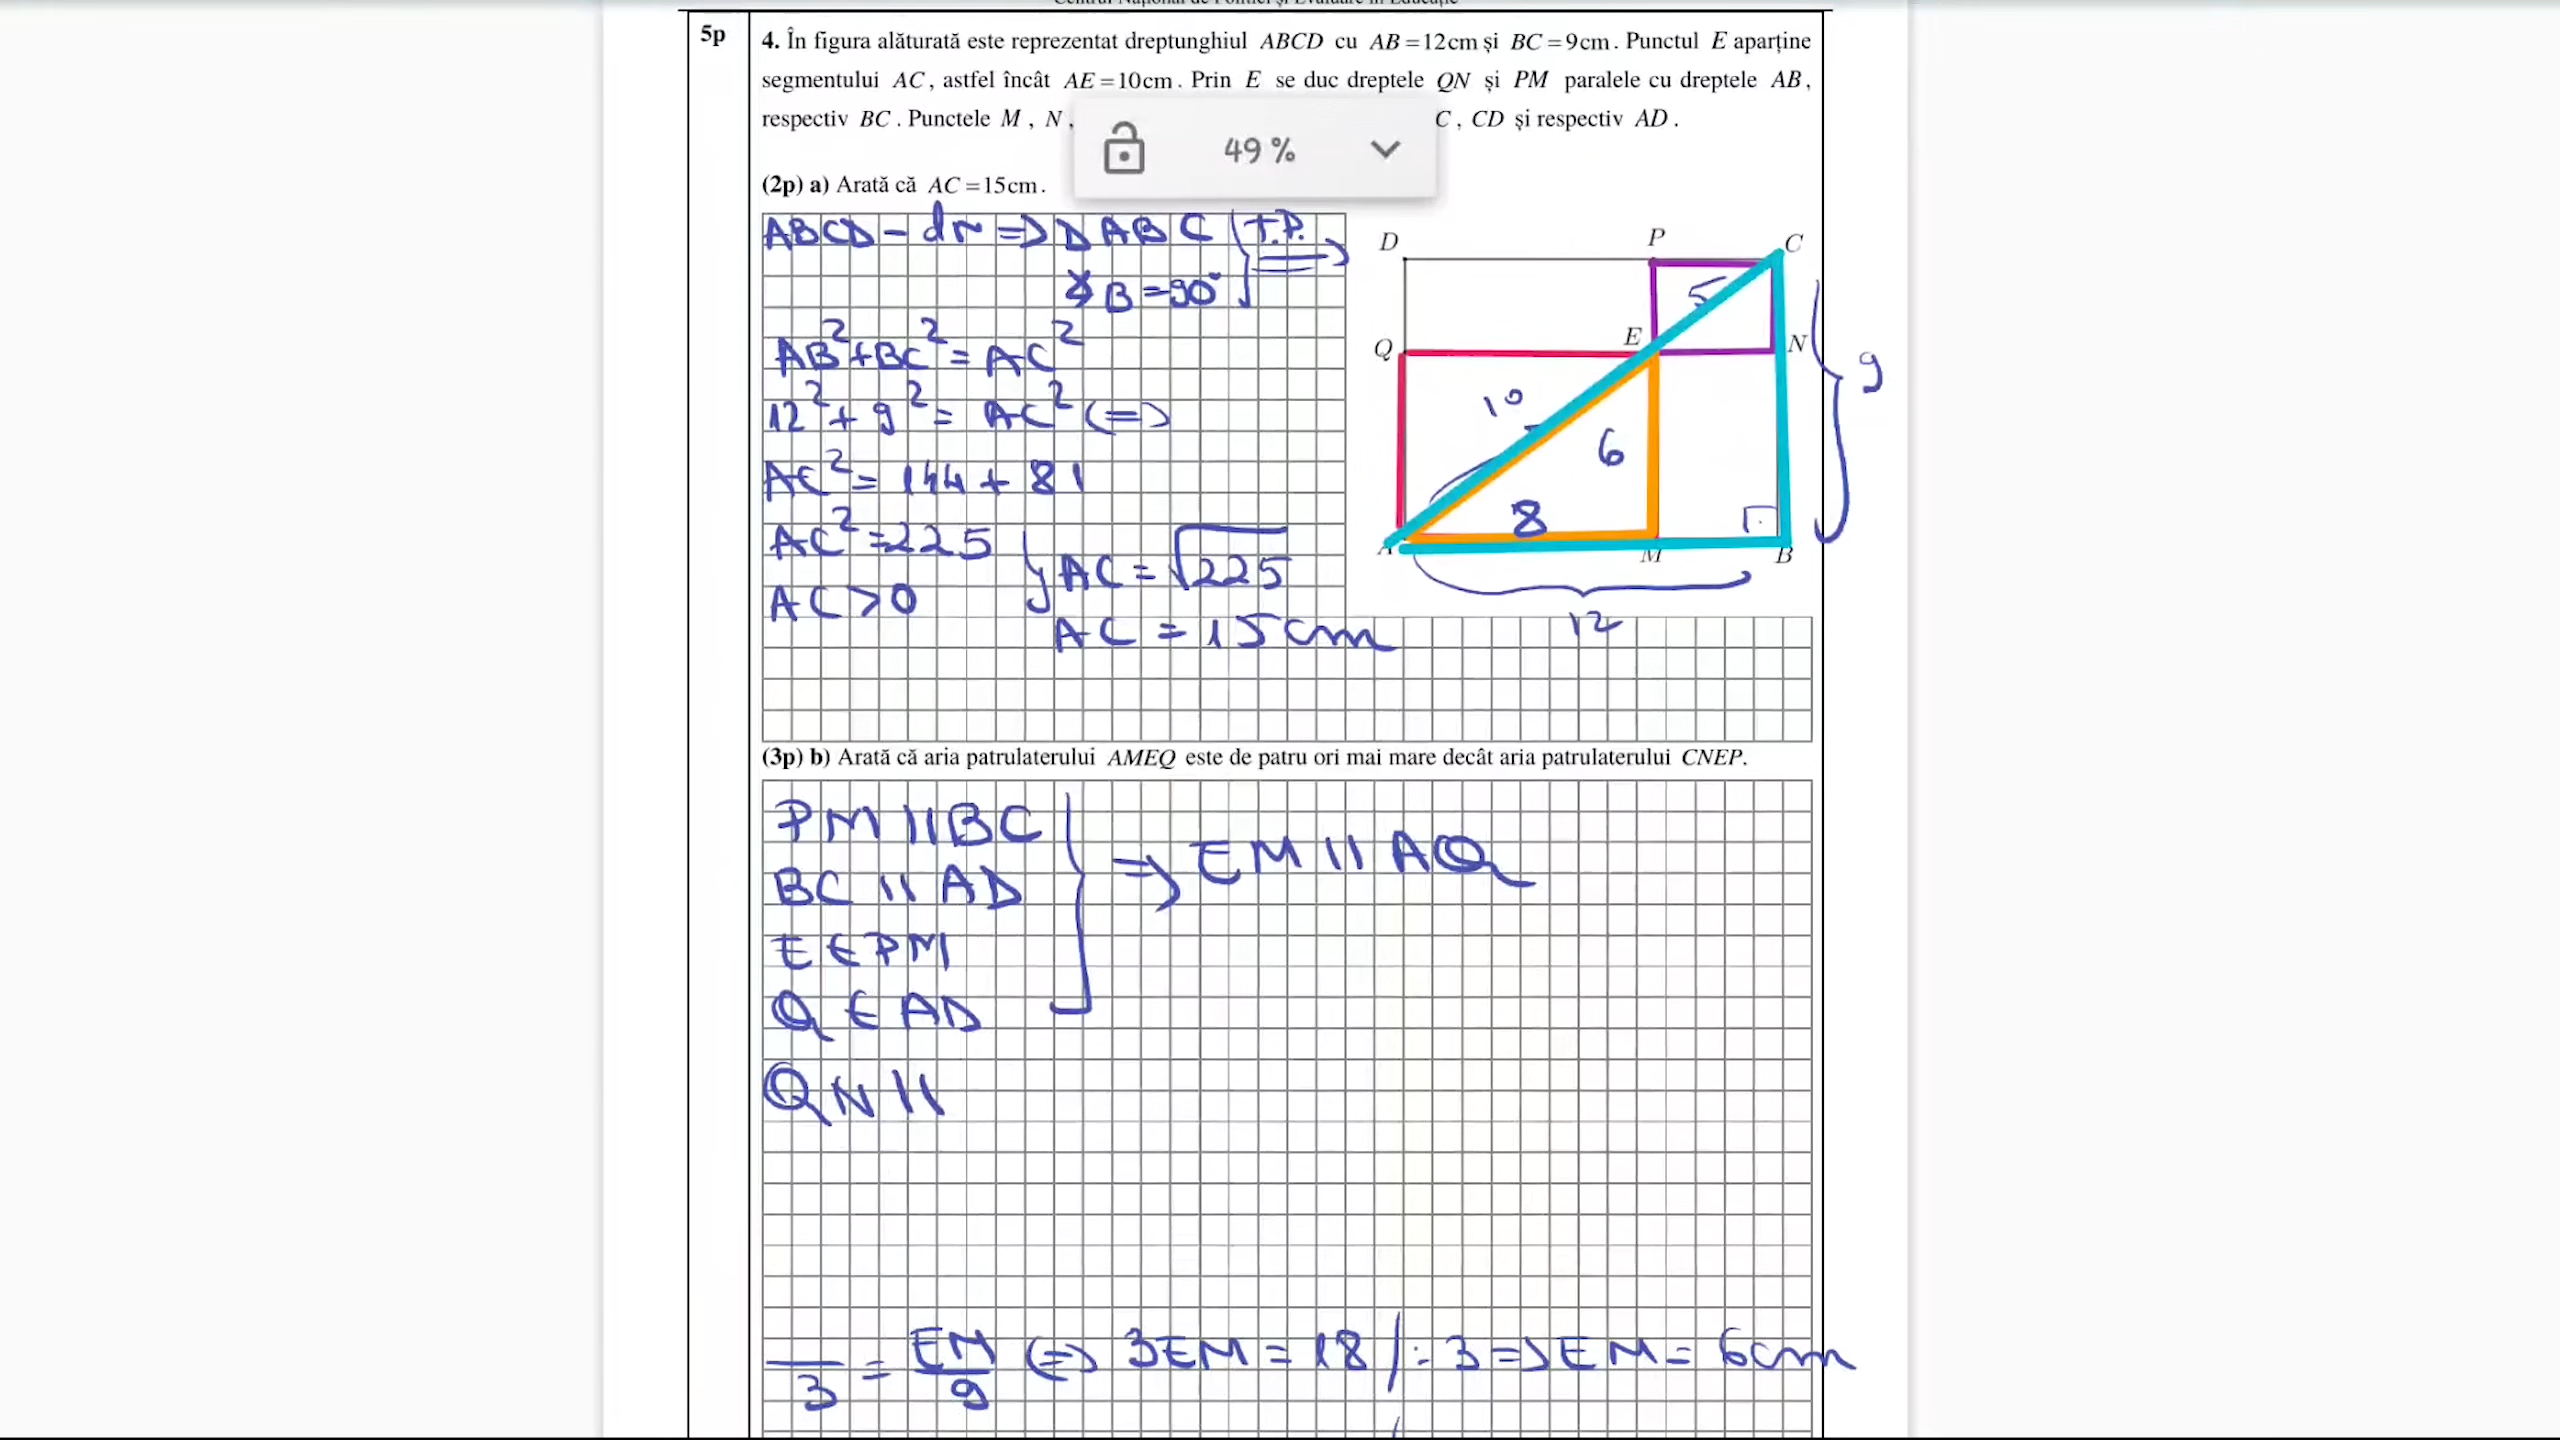 5p
4. În figura alăturată este reprezentat dreptunghiul ABCD cu AB = 12cm și BC = 9cm. Punctul E aparține
segmentului AC, astfel încât AE = 10cm. Prin E se duc dreptele QN și PM paralele cu dreptele AB,
respectiv BC. Punctele M, N, C, CD și respectiv AD.
49 %
(2p) a) Arată că AC = 15cm.
ABCD - dr => Δ ABC } T.P. =>
∢ B = 90°
AB² + BC² = AC²
12² + 9² = AC² (=>
AC² = 144 + 81
AC² = 225
AC > 0
} AC = √225
AC = 15 cm
D P C
5
Q E N
9
10
6
8
A M B
12
(3p) b) Arată că aria patrulaterului AMEQ este de patru ori mai mare decât aria patrulaterului CNEP.
PM || BC
BC || AD
E ∈ PM
Q ∈ AD
} => EM || AQ
QN ||
/3 = EM/9 (=> 3EM = 18 | : 3 => EM = 6cm